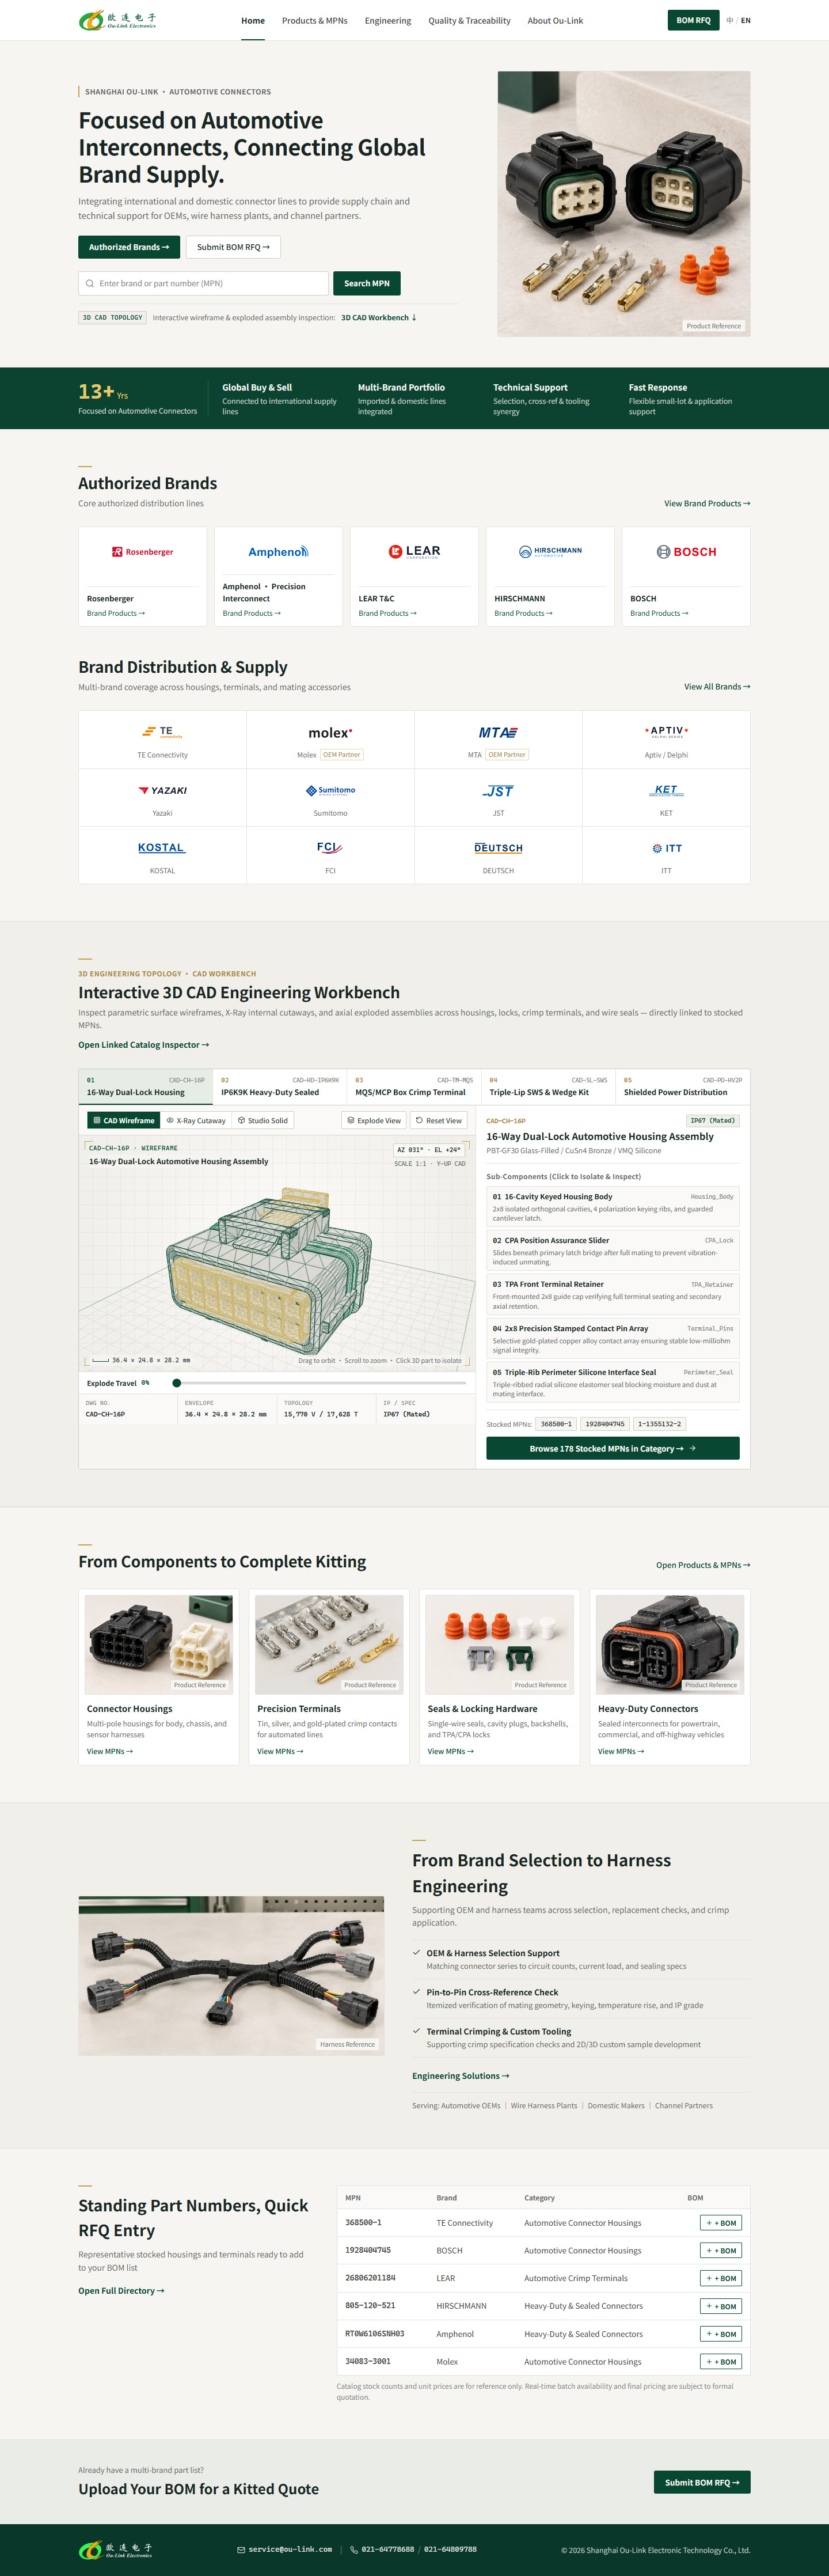 欧连电子
Ou-Link Electronics
Home
Products & MPNs
Engineering
Quality & Traceability
About Ou-Link
BOM RFQ
中 / EN
SHANGHAI OU-LINK • AUTOMOTIVE CONNECTORS
Focused on Automotive
Interconnects, Connecting Global
Brand Supply.
Integrating international and domestic connector lines to provide supply chain and
technical support for OEMs, wire harness plants, and channel partners.
Authorized Brands →
Submit BOM RFQ →
Enter brand or part number (MPN)
Search MPN
3D CAD TOPOLOGY
Interactive wireframe & exploded assembly inspection:
3D CAD Workbench ↓
Product Reference
13+ Yrs
Focused on Automotive Connectors
Global Buy & Sell
Connected to international supply
lines
Multi-Brand Portfolio
Imported & domestic lines
integrated
Technical Support
Selection, cross-ref & tooling
synergy
Fast Response
Flexible small-lot & application
support
Authorized Brands
Core authorized distribution lines
View Brand Products →
Rosenberger
Rosenberger
Brand Products →
Amphenol
Amphenol • Precision
Interconnect
Brand Products →
LEAR
CORPORATION
LEAR T&C
Brand Products →
HIRSCHMANN
AUTOMOTIVE
HIRSCHMANN
Brand Products →
BOSCH
BOSCH
Brand Products →
Brand Distribution & Supply
Multi-brand coverage across housings, terminals, and mating accessories
View All Brands →
TE
connectivity
TE Connectivity
molex
Molex
OEM Partner
MTA
MTA
OEM Partner
APTIV
Aptiv / Delphi
YAZAKI
Yazaki
Sumitomo
Sumitomo
JST
JST
KET
KET
KOSTAL
KOSTAL
FCI
FCI
DEUTSCH
DEUTSCH
ITT
ITT
3D ENGINEERING TOPOLOGY • CAD WORKBENCH
Interactive 3D CAD Engineering Workbench
Inspect parametric surface wireframes, X-Ray internal cutaways, and axial exploded assemblies across housings, locks, crimp terminals, and wire seals — directly linked to stocked
MPNs.
Open Linked Catalog Inspector →
01 CAD-CH-16P
16-Way Dual-Lock Housing
02 CAD-HD-IP6K9K
IP6K9K Heavy-Duty Sealed
03 CAD-TM-MQS
MQS/MCP Box Crimp Terminal
04 CAD-SL-SWS
Triple-Lip SWS & Wedge Kit
05 CAD-PD-HV2P
Shielded Power Distribution
CAD Wireframe
X-Ray Cutaway
Studio Solid
Explode View
Reset View
CAD-CH-16P · WIREFRAME
16-Way Dual-Lock Automotive Housing Assembly
AZ 031° · EL +24°
SCALE 1:1 · Y-UP CAD
36.4 × 24.8 × 28.2 mm
Drag to orbit • Scroll to zoom • Click 3D part to isolate
Explode Travel 0%
DWG NO.
CAD-CH-16P
ENVELOPE
36.4 × 24.8 × 28.2 mm
TOPOLOGY
15,770 V / 17,628 T
IP / SPEC
IP67 (Mated)
CAD-CH-16P
IP67 (Mated)
16-Way Dual-Lock Automotive Housing Assembly
PBT-GF30 Glass-Filled / CuSn4 Bronze / VMQ Silicone
Sub-Components (Click to Isolate & Inspect)
01 16-Cavity Keyed Housing Body Housing_Body
2x8 isolated orthogonal cavities, 4 polarization keying ribs, and guarded
cantilever latch.
02 CPA Position Assurance Slider CPA_Lock
Slides beneath primary latch bridge after full mating to prevent vibration-
induced unmating.
03 TPA Front Terminal Retainer TPA_Retainer
Front-mounted 2x8 guide cap verifying full terminal seating and secondary
axial retention.
04 2x8 Precision Stamped Contact Pin Array Terminal_Pins
Selective gold-plated copper alloy contact array ensuring stable low-milliohm
signal integrity.
05 Triple-Rib Perimeter Silicone Interface Seal Perimeter_Seal
Triple-ribbed radial silicone elastomer seal blocking moisture and dust at
mating interface.
Stocked MPNs: 368500-1 1928404745 1-1355132-2
Browse 178 Stocked MPNs in Category → →
From Components to Complete Kitting
Open Products & MPNs →
Product Reference
Connector Housings
Multi-pole housings for body, chassis, and
sensor harnesses
View MPNs →
Product Reference
Precision Terminals
Tin, silver, and gold-plated crimp contacts
for automated lines
View MPNs →
Product Reference
Seals & Locking Hardware
Single-wire seals, cavity plugs, backshells,
and TPA/CPA locks
View MPNs →
Product Reference
Heavy-Duty Connectors
Sealed interconnects for powertrain,
commercial, and off-highway vehicles
View MPNs →
Harness Reference
From Brand Selection to Harness
Engineering
Supporting OEM and harness teams across selection, replacement checks, and crimp
application.
OEM & Harness Selection Support
Matching connector series to circuit counts, current load, and sealing specs
Pin-to-Pin Cross-Reference Check
Itemized verification of mating geometry, keying, temperature rise, and IP grade
Terminal Crimping & Custom Tooling
Supporting crimp specification checks and 2D/3D custom sample development
Engineering Solutions →
Serving: Automotive OEMs | Wire Harness Plants | Domestic Makers | Channel Partners
Standing Part Numbers, Quick
RFQ Entry
Representative stocked housings and terminals ready to add
to your BOM list
Open Full Directory →
MPN Brand Category BOM
368500-1 TE Connectivity Automotive Connector Housings + + BOM
1928404745 BOSCH Automotive Connector Housings + + BOM
26806201184 LEAR Automotive Crimp Terminals + + BOM
805-120-521 HIRSCHMANN Heavy-Duty & Sealed Connectors + + BOM
RT0W6106SNH03 Amphenol Heavy-Duty & Sealed Connectors + + BOM
34083-3001 Molex Automotive Connector Housings + + BOM
Catalog stock counts and unit prices are for reference only. Real-time batch availability and final pricing are subject to formal
quotation.
Already have a multi-brand part list?
Upload Your BOM for a Kitted Quote
Submit BOM RFQ →
欧连电子
Ou-Link Electronics
service@ou-link.com | 021-64778688 / 021-64809788
© 2026 Shanghai Ou-Link Electronic Technology Co., Ltd.